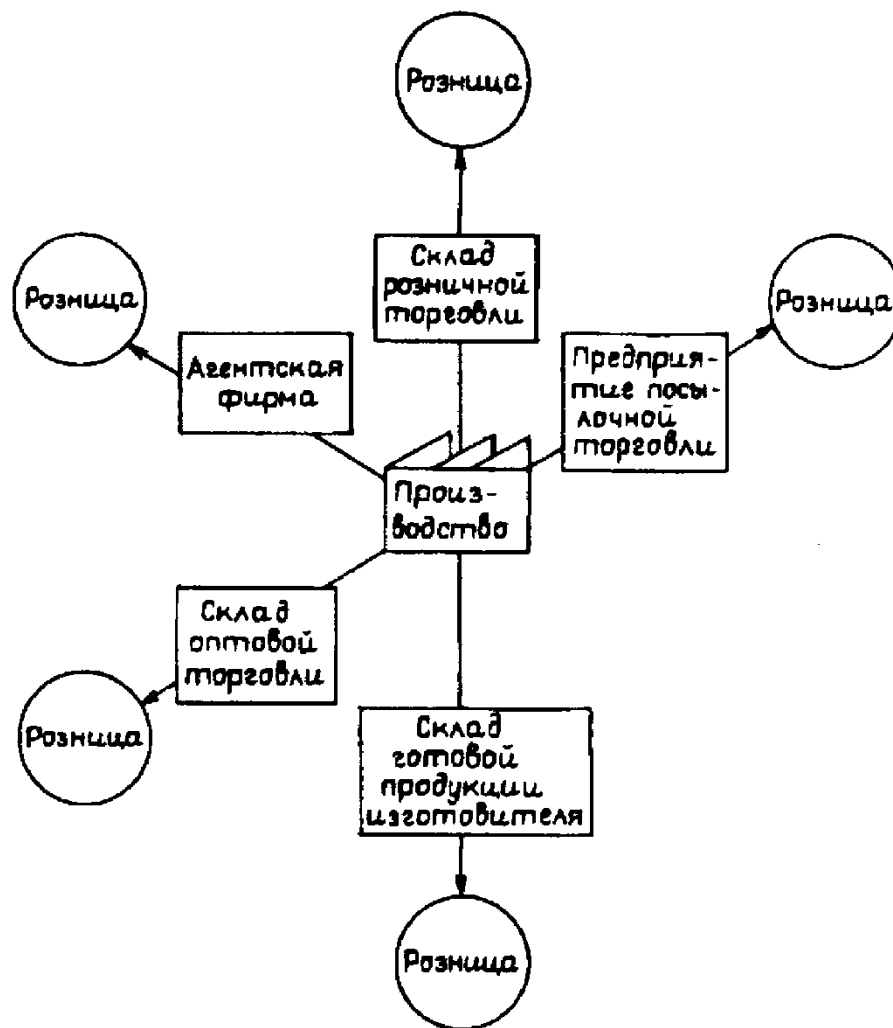 Розница
Склад
розничной
торговли
Розница
Розница
Агентская
фирма
Предприя-
тие посы-
лочной
торговли
Произ-
водство
Склад
оптовой
торговли
Розница
Склад
готовой
продукции
изготовителя
Розница